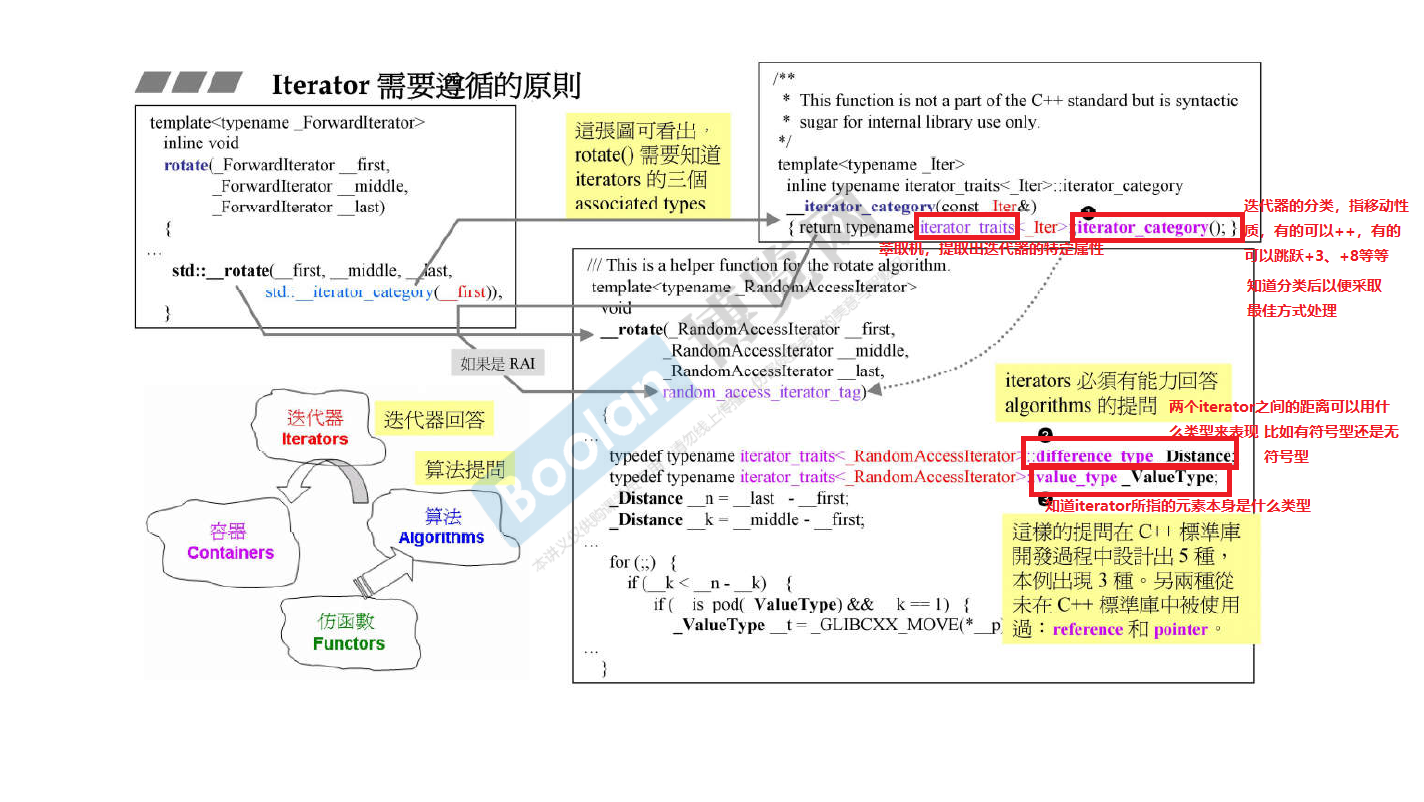 Iterator 需要遵循的原則
template<typename _ForwardIterator>
inline void
rotate(_ForwardIterator __first,
_ForwardIterator __middle,
_ForwardIterator __last)
{
…
std::__rotate(__first, __middle, __last,
std::__iterator_category(__first));
}
這張圖可看出，
rotate() 需要知道
iterators 的三個
associated types
/**
* This function is not a part of the C++ standard but is syntactic
* sugar for internal library use only.
*/
template<typename _Iter>
inline typename iterator_traits<_Iter>::iterator_category
__iterator_category(const _Iter&)
{ return typename iterator_traits<_Iter>::iterator_category(); }
迭代器的分类，指移动性
质，有的可以++，有的
可以跳跃+3、+8等等
知道分类后以便采取
最佳方式处理
萃取机，提取出迭代器的特定属性
/// This is a helper function for the rotate algorithm.
template<typename _RandomAccessIterator>
void
__rotate(_RandomAccessIterator __first,
_RandomAccessIterator __middle,
_RandomAccessIterator __last,
random_access_iterator_tag)
{
…
typedef typename iterator_traits<_RandomAccessIterator>::difference_type _Distance;
typedef typename iterator_traits<_RandomAccessIterator>::value_type _ValueType;
_Distance __n = __last - __first;
_Distance __k = __middle - __first;
…
for (;;) {
if (__k < __n - __k) {
if (__is_pod(_ValueType) && __k == 1) {
_ValueType __t = _GLIBCXX_MOVE(*__p)
…
}
如果是 RAI
iterators 必須有能力回答
algorithms 的提問
两个iterator之间的距离可以用什
么类型来表现 比如有符号型还是无
符号型
知道iterator所指的元素本身是什么类型
這樣的提問在 C++ 標準庫
開發過程中設計出 5 種，
本例出現 3 種。另兩種從
未在 C++ 標準庫中被使用
過：reference 和 pointer。
迭代器
Iterators
迭代器回答
算法提問
容器
Containers
算法
Algorithms
仿函數
Functors
Boolan 博览网